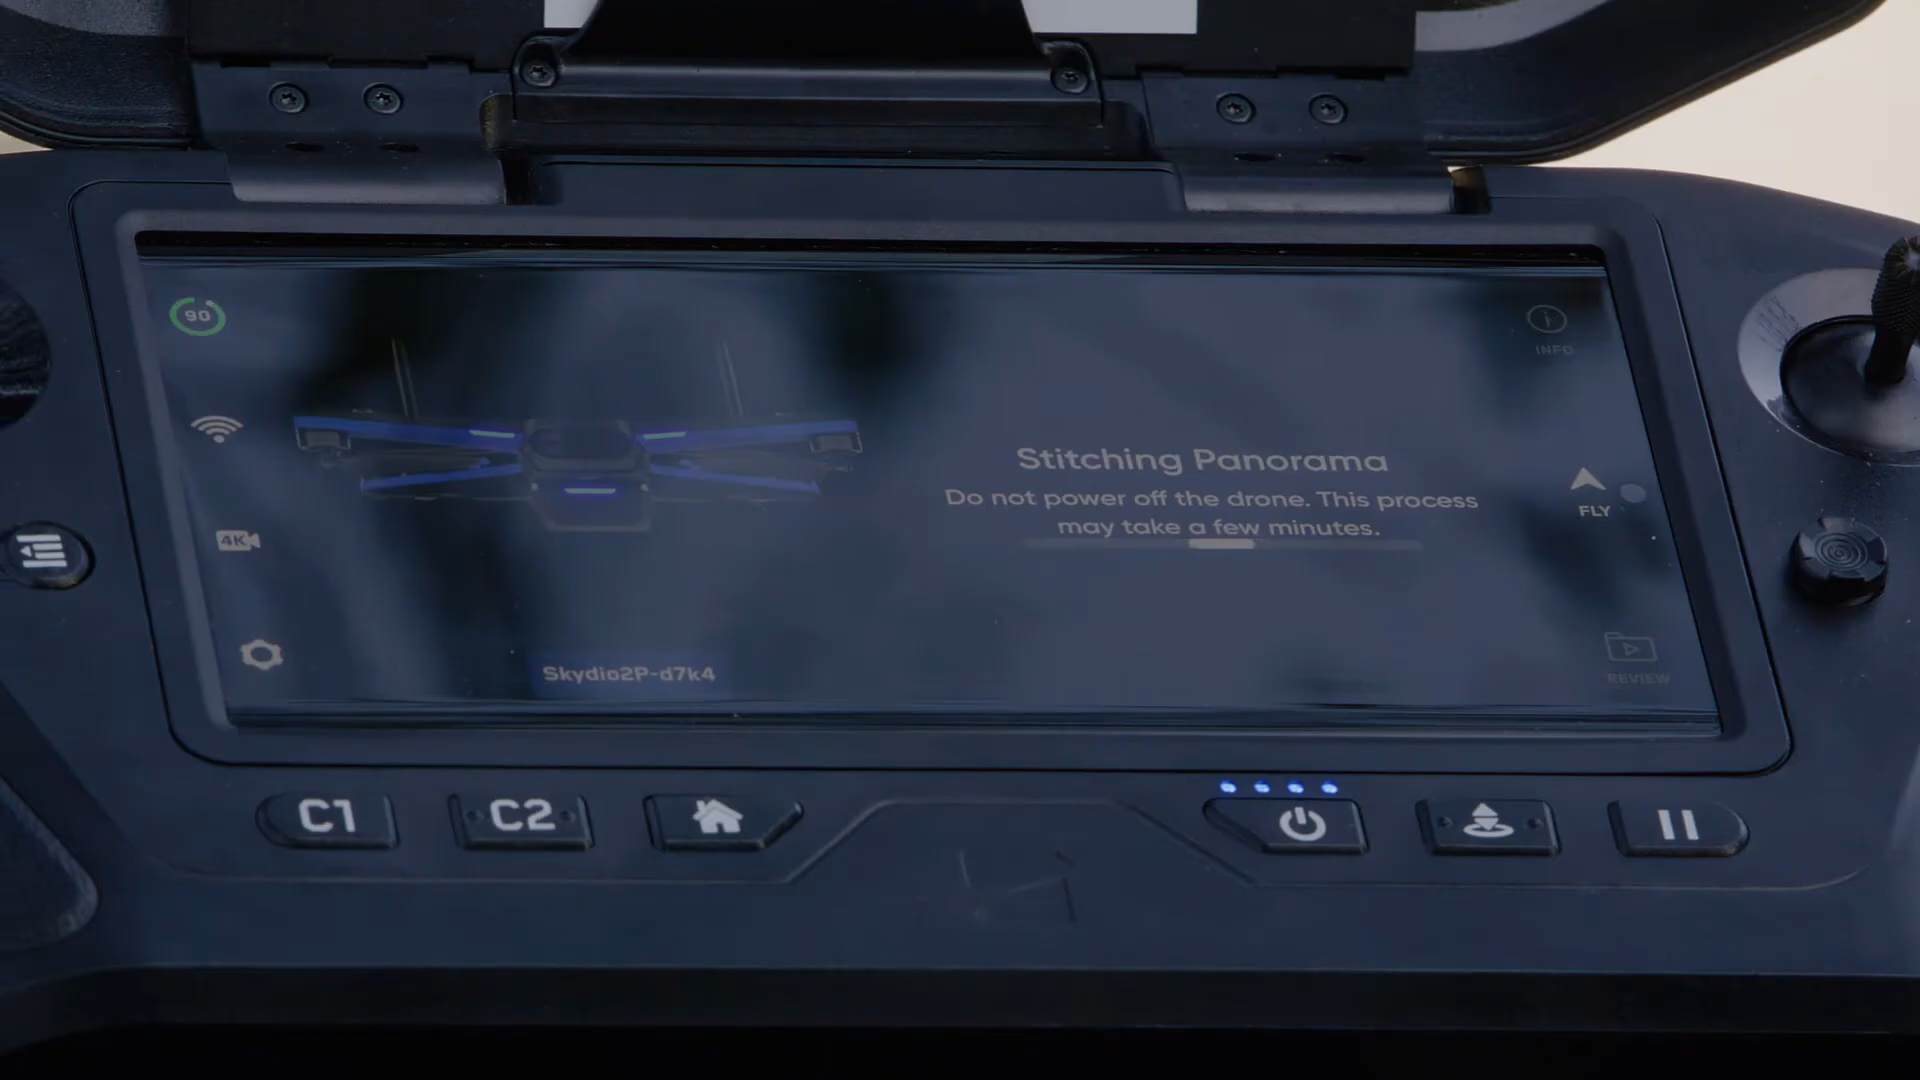 90
INFO
Stitching Panorama
Do not power off the drone. This process
may take a few minutes.
FLY
4K
Skydio2P-d7k4
REVIEW
C1
C2